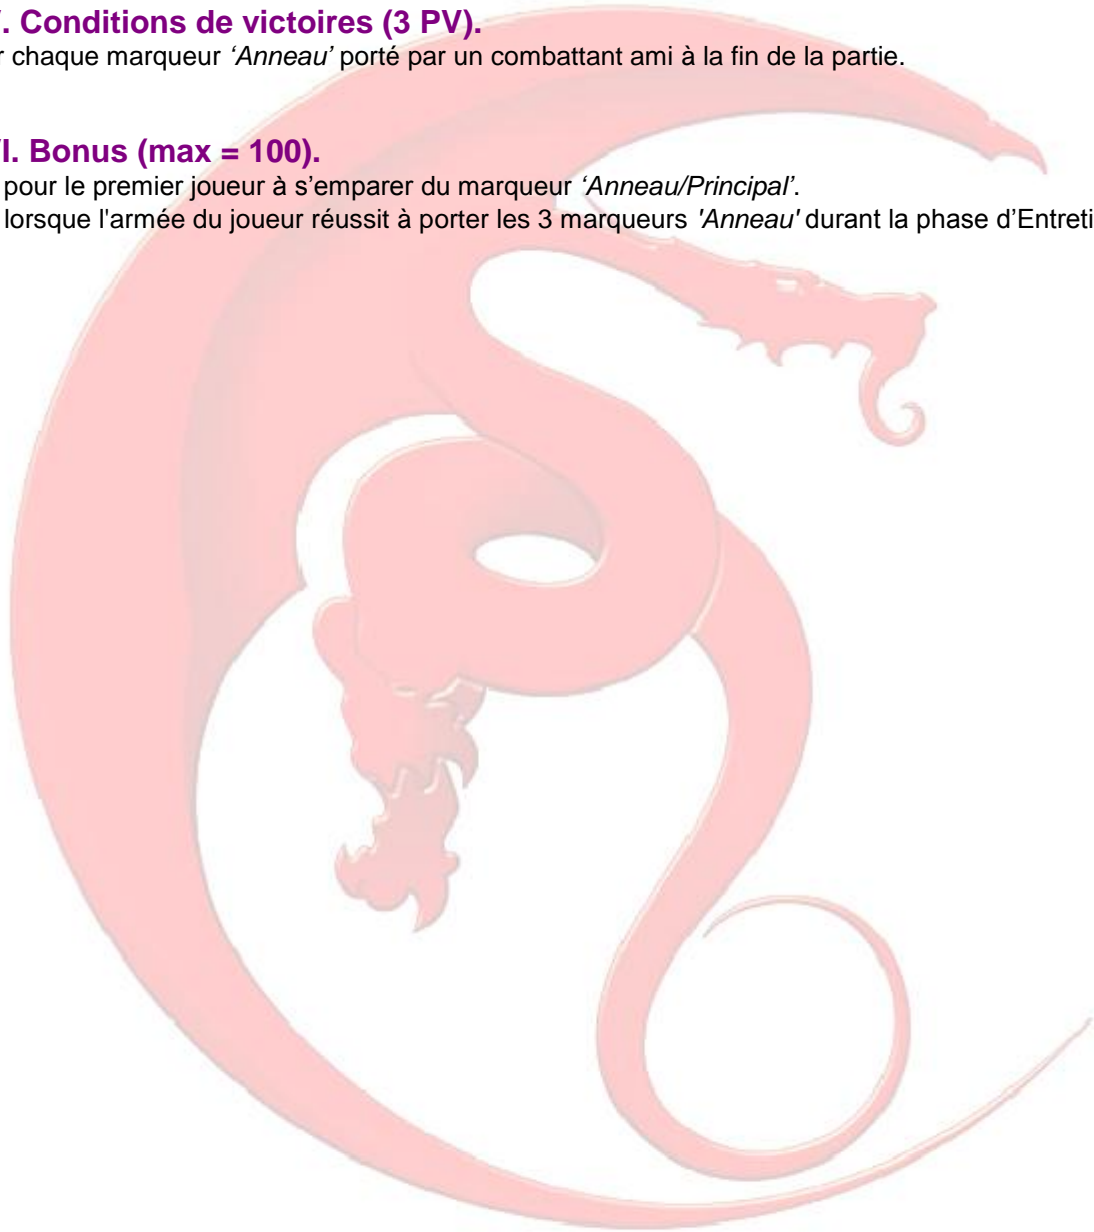 . Conditions de victoires (3 PV).
r chaque marqueur ‘Anneau’ porté par un combattant ami à la fin de la partie.
I. Bonus (max = 100).
pour le premier joueur à s’emparer du marqueur ‘Anneau/Principal’.
lorsque l'armée du joueur réussit à porter les 3 marqueurs 'Anneau' durant la phase d’Entreti